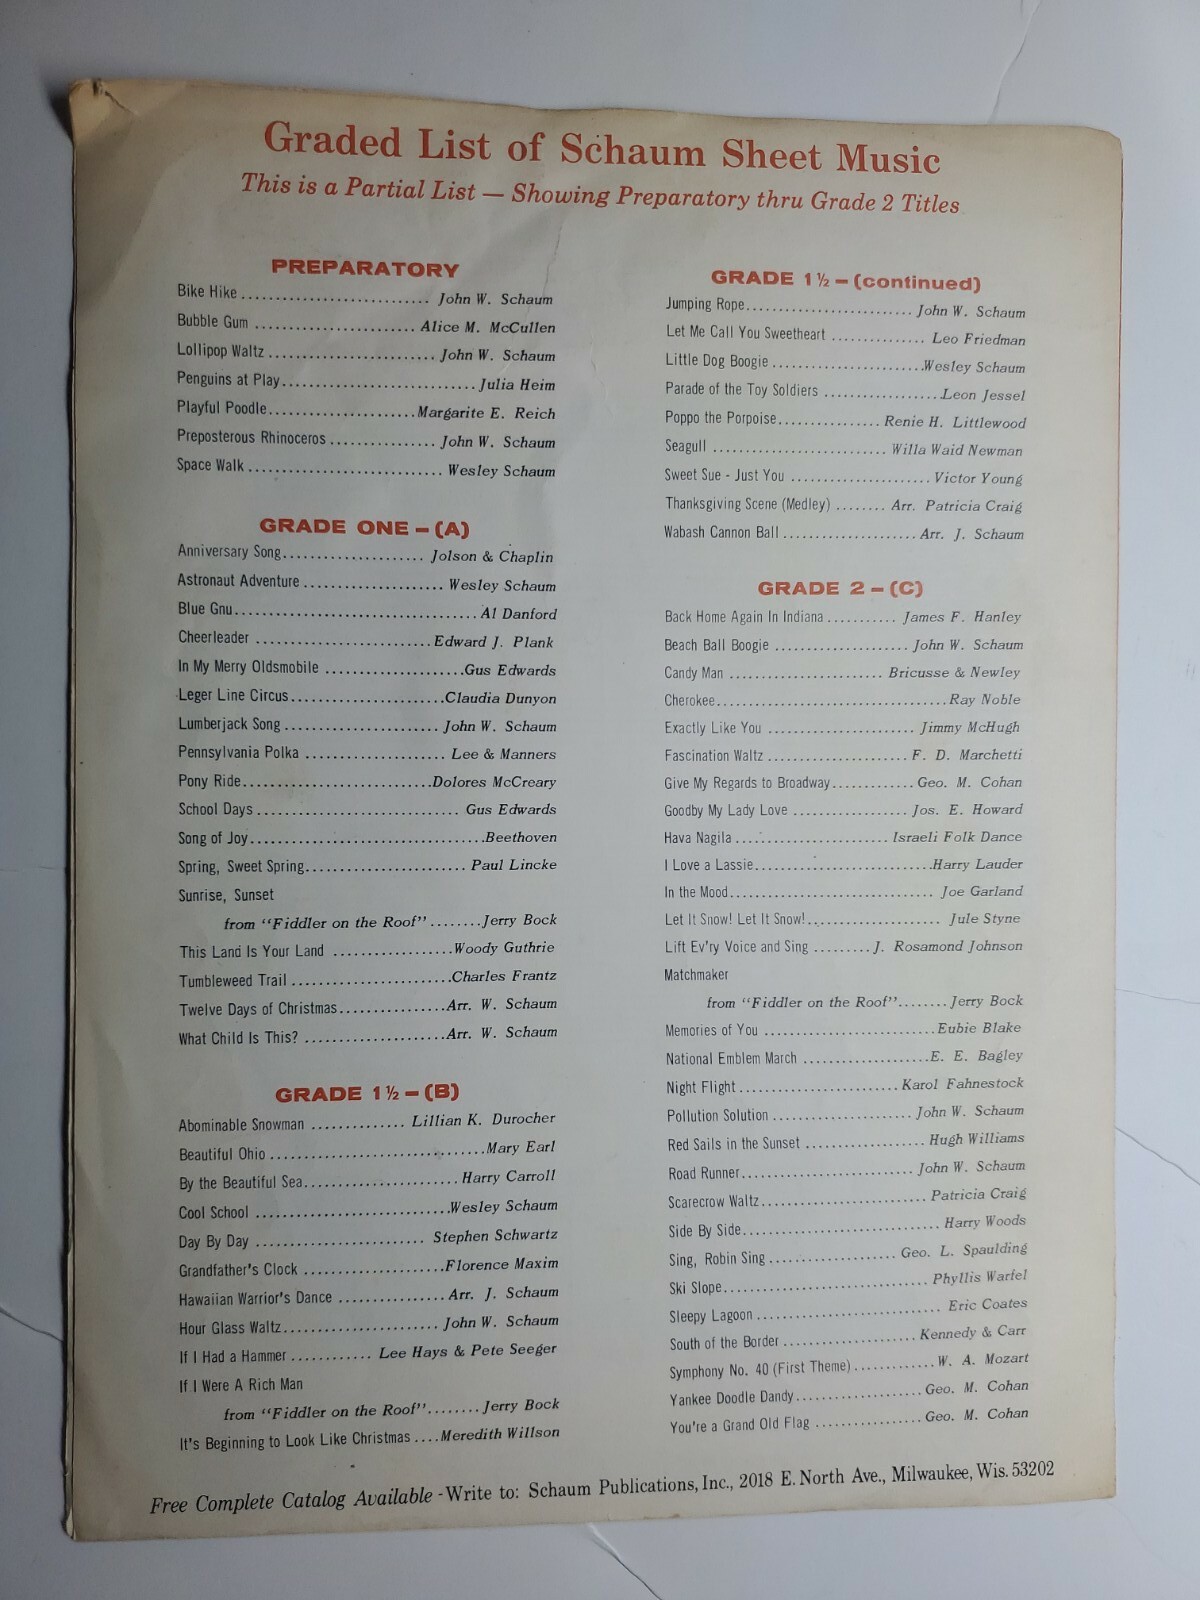 Graded List of Schaum Sheet Music
This is a Partial List — Showing Preparatory thru Grade 2 Titles
PREPARATORY
Bike Hike ............................ John W. Schaum
Bubble Gum ........................ Alice M. McCullen
Lollipop Waltz ......................... John W. Schaum
Penguins at Play............................. Julia Heim
Playful Poodle...................... Margarite E. Reich
Preposterous Rhinoceros ................ John W. Schaum
Space Walk ............................. Wesley Schaum
GRADE ONE – (A)
Anniversary Song..................... Jolson & Chaplin
Astronaut Adventure ..................... Wesley Schaum
Blue Gnu.................................... Al Danford
Cheerleader .......................... Edward J. Plank
In My Merry Oldsmobile ..................... Gus Edwards
Leger Line Circus....................... Claudia Dunyon
Lumberjack Song ....................... John W. Schaum
Pennsylvania Polka ..................... Lee & Manners
Pony Ride............................ Dolores McCreary
School Days .............................. Gus Edwards
Song of Joy................................... Beethoven
Spring, Sweet Spring........................ Paul Lincke
Sunrise, Sunset
from "Fiddler on the Roof" ........ Jerry Bock
This Land Is Your Land .................. Woody Guthrie
Tumbleweed Trail ........................ Charles Frantz
Twelve Days of Christmas................ Arr. W. Schaum
What Child Is This? ..................... Arr. W. Schaum
GRADE 1 ½ – (B)
Abominable Snowman .............. Lillian K. Durocher
Beautiful Ohio ................................ Mary Earl
By the Beautiful Sea....................... Harry Carroll
Cool School ............................. Wesley Schaum
Day By Day ......................... Stephen Schwartz
Grandfather's Clock ..................... Florence Maxim
Hawaiian Warrior's Dance ................ Arr. J. Schaum
Hour Glass Waltz....................... John W. Schaum
If I Had a Hammer ............ Lee Hays & Pete Seeger
If I Were A Rich Man
from "Fiddler on the Roof"........ Jerry Bock
It's Beginning to Look Like Christmas .... Meredith Willson
GRADE 1 ½ – (continued)
Jumping Rope......................... John W. Schaum
Let Me Call You Sweetheart .............. Leo Friedman
Little Dog Boogie ....................... Wesley Schaum
Parade of the Toy Soldiers .................. Leon Jessel
Poppo the Porpoise............... Renie H. Littlewood
Seagull .......................... Willa Waid Newman
Sweet Sue - Just You ...................... Victor Young
Thanksgiving Scene (Medley) ........ Arr. Patricia Craig
Wabash Cannon Ball .................... Arr. J. Schaum
GRADE 2 – (C)
Back Home Again In Indiana ........... James F. Hanley
Beach Ball Boogie .................... John W. Schaum
Candy Man ....................... Bricusse & Newley
Cherokee................................... Ray Noble
Exactly Like You ...................... Jimmy McHugh
Fascination Waltz ..................... F. D. Marchetti
Give My Regards to Broadway............. Geo. M. Cohan
Goodby My Lady Love ................. Jos. E. Howard
Hava Nagila ....................... Israeli Folk Dance
I Love a Lassie........................... Harry Lauder
In the Mood............................... Joe Garland
Let It Snow! Let It Snow!.................... Jule Styne
Lift Ev'ry Voice and Sing ......... J. Rosamond Johnson
Matchmaker
from "Fiddler on the Roof"........ Jerry Bock
Memories of You .......................... Eubie Blake
National Emblem March ................... E. E. Bagley
Night Flight ........................ Karol Fahnestock
Pollution Solution ..................... John W. Schaum
Red Sails in the Sunset .................. Hugh Williams
Road Runner.......................... John W. Schaum
Scarecrow Waltz......................... Patricia Craig
Side By Side............................. Harry Woods
Sing, Robin Sing ................... Geo. L. Spaulding
Ski Slope.............................. Phyllis Warfel
Sleepy Lagoon ............................ Eric Coates
South of the Border .................... Kennedy & Carr
Symphony No. 40 (First Theme) ............ W. A. Mozart
Yankee Doodle Dandy................... Geo. M. Cohan
You're a Grand Old Flag ................ Geo. M. Cohan
Free Complete Catalog Available - Write to: Schaum Publications, Inc., 2018 E. North Ave., Milwaukee, Wis. 53202